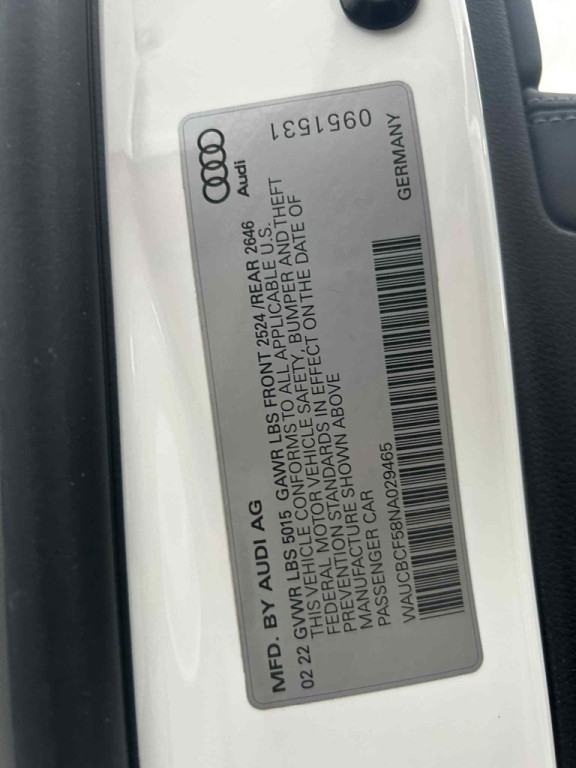 MFD. BY AUDI AG
Audi
0951531
02 22 GVWR LBS 5015 GAWR LBS FRONT 2524 /REAR 2646
THIS VEHICLE CONFORMS TO ALL APPLICABLE U.S.
FEDERAL MOTOR VEHICLE SAFETY, BUMPER AND THEFT
PREVENTION STANDARDS IN EFFECT ON THE DATE OF
MANUFACTURE SHOWN ABOVE
PASSENGER CAR
WAUCBCF58NA029465
GERMANY